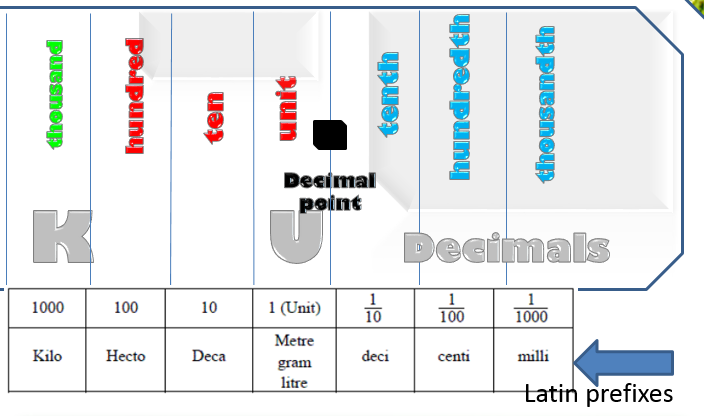 thousand hundred ten unit tenth hundredth thousandth
Decimal
point
K U Decimals
1000 100 10 1 (Unit) 1/10 1/100 1/1000
Kilo Hecto Deca Metre deci centi milli
gram
litre
Latin prefixes